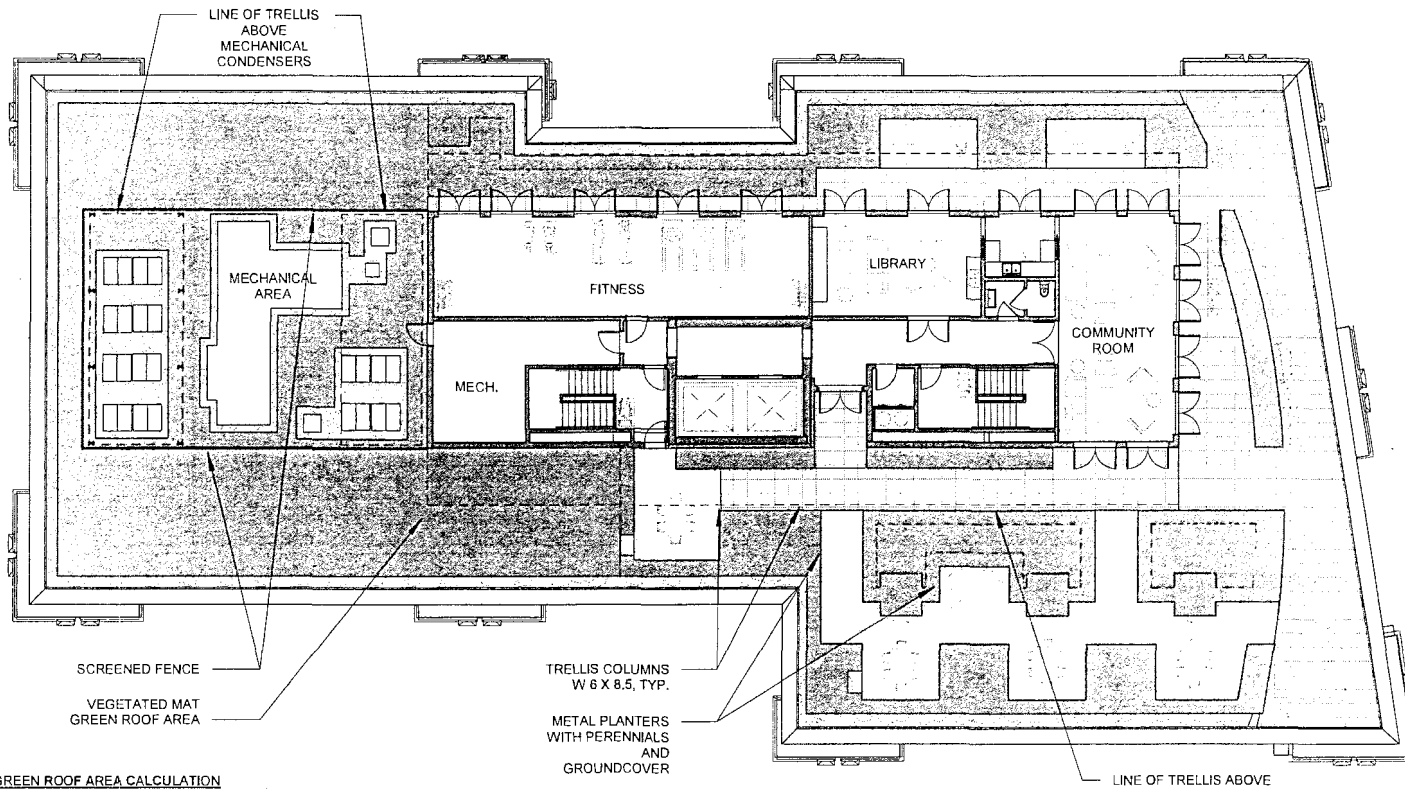 LINE OF TRELLIS
ABOVE
MECHANICAL
CONDENSERS
MECHANICAL
AREA
FITNESS
LIBRARY
COMMUNITY
ROOM
MECH.
SCREENED FENCE
VEGETATED MAT
GREEN ROOF AREA
TRELLIS COLUMNS
W 6 X 8.5, TYP.
METAL PLANTERS
WITH PERENNIALS
AND
GROUNDCOVER
LINE OF TRELLIS ABOVE
GREEN ROOF AREA CALCULATION